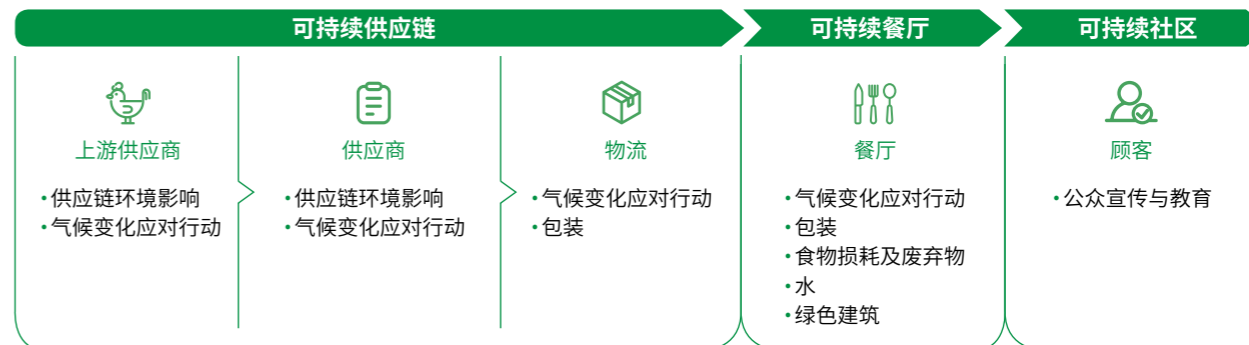 可持续供应链
可持续餐厅
可持续社区
上游供应商
•供应链环境影响
•气候变化应对行动
供应商
•供应链环境影响
•气候变化应对行动
物流
•气候变化应对行动
•包装
餐厅
•气候变化应对行动
•包装
•食物损耗及废弃物
•水
•绿色建筑
顾客
•公众宣传与教育